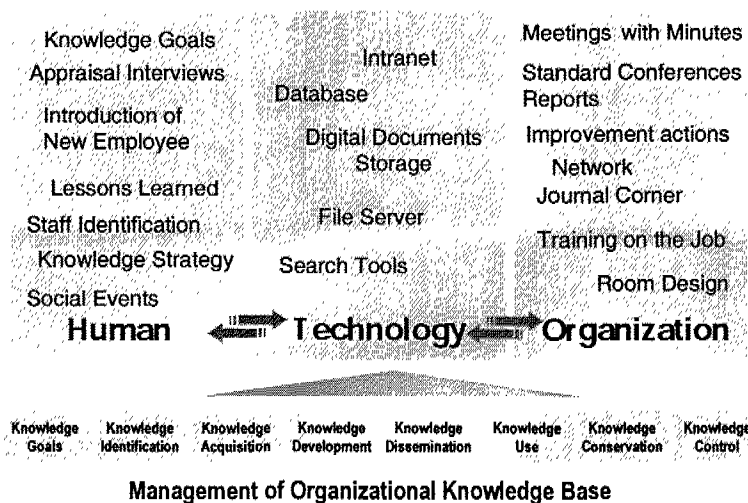 Knowledge Goals
Appraisal Interviews
Introduction of
New Employee
Lessons Learned
Staff Identification
Knowledge Strategy
Social Events
Human
Intranet
Database
Digital Documents
Storage
File Server
Search Tools
Technology
Meetings with Minutes
Standard Conferences
Reports
Improvement actions
Network
Journal Corner
Training on the Job
Room Design
Organization
Knowledge
Goals
Knowledge
Identification
Knowledge
Acquisition
Knowledge
Development
Knowledge
Dissemination
Knowledge
Use
Knowledge
Conservation
Knowledge
Control
Management of Organizational Knowledge Base